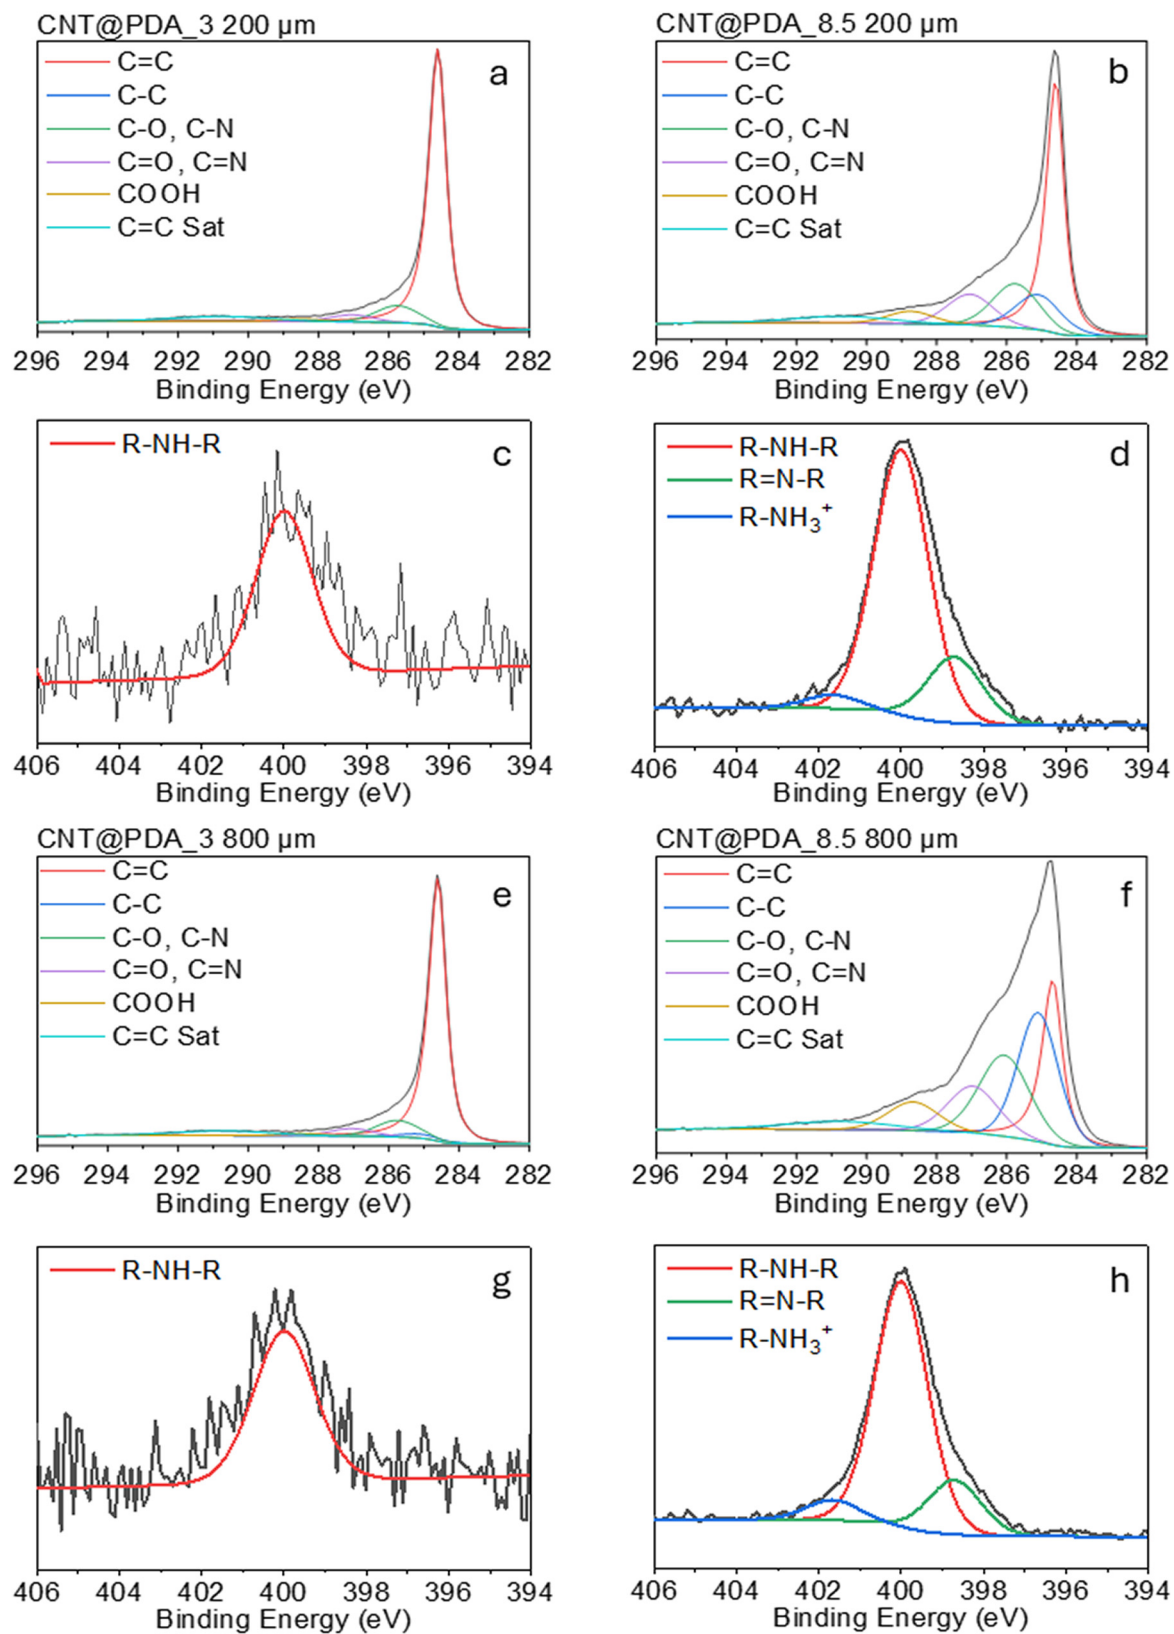 CNT@PDA_3 200 µm
a
C=C
C-C
C-O, C-N
C=O, C=N
COOH
C=C Sat
296 294 292 290 288 286 284 282
Binding Energy (eV)
CNT@PDA_8.5 200 µm
b
C=C
C-C
C-O, C-N
C=O, C=N
COOH
C=C Sat
296 294 292 290 288 286 284 282
Binding Energy (eV)
R-NH-R
c
406 404 402 400 398 396 394
Binding Energy (eV)
R-NH-R
R=N-R
R-NH₃⁺
d
406 404 402 400 398 396 394
Binding Energy (eV)
CNT@PDA_3 800 µm
e
C=C
C-C
C-O, C-N
C=O, C=N
COOH
C=C Sat
296 294 292 290 288 286 284 282
Binding Energy (eV)
CNT@PDA_8.5 800 µm
f
C=C
C-C
C-O, C-N
C=O, C=N
COOH
C=C Sat
296 294 292 290 288 286 284 282
Binding Energy (eV)
R-NH-R
g
406 404 402 400 398 396 394
Binding Energy (eV)
R-NH-R
R=N-R
R-NH₃⁺
h
406 404 402 400 398 396 394
Binding Energy (eV)